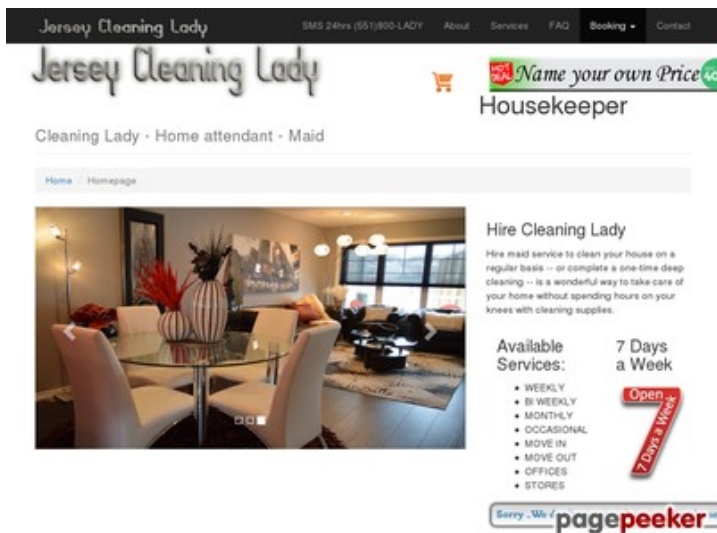 Jersey Cleaning Lady
SMS 24hrs (551)800-LADY About Services FAQ Booking Contact
Jersey Cleaning Lady
HOT DEAL Name your own Price
Housekeeper
Cleaning Lady - Home attendant - Maid
Home / Homepage
Hire Cleaning Lady
Hire maid service to clean your house on a
regular basis -- or complete a one-time deep
cleaning -- is a wonderful way to take care of
your home without spending hours on your
knees with cleaning supplies.
Available
Services:
WEEKLY
BI WEEKLY
MONTHLY
OCCASIONAL
MOVE IN
MOVE OUT
OFFICES
STORES
7 Days
a Week
Open
7
7 Days a Week
Sorry ..We
pagepeeker